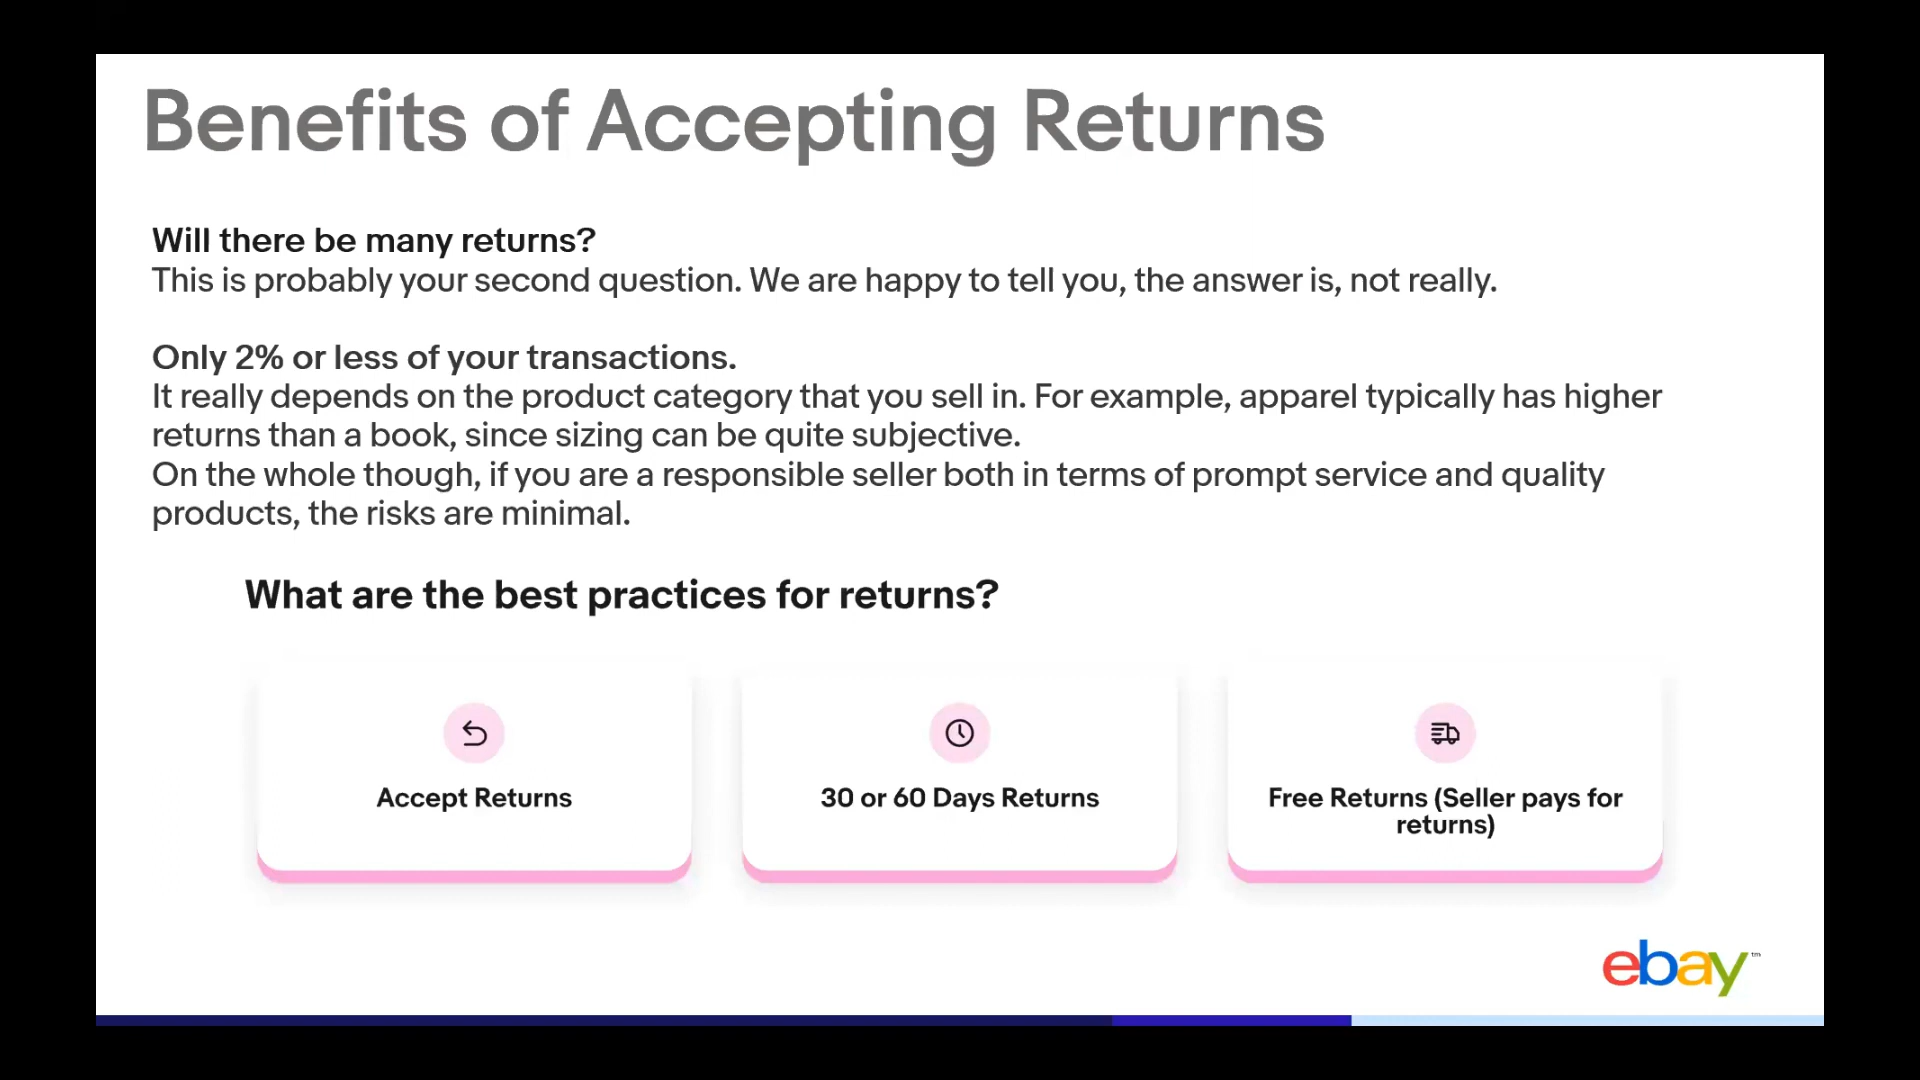 Benefits of Accepting Returns
Will there be many returns?
This is probably your second question. We are happy to tell you, the answer is, not really.
Only 2% or less of your transactions.
It really depends on the product category that you sell in. For example, apparel typically has higher
returns than a book, since sizing can be quite subjective.
On the whole though, if you are a responsible seller both in terms of prompt service and quality
products, the risks are minimal.
What are the best practices for returns?
Accept Returns
30 or 60 Days Returns
Free Returns (Seller pays for
returns)
ebay™